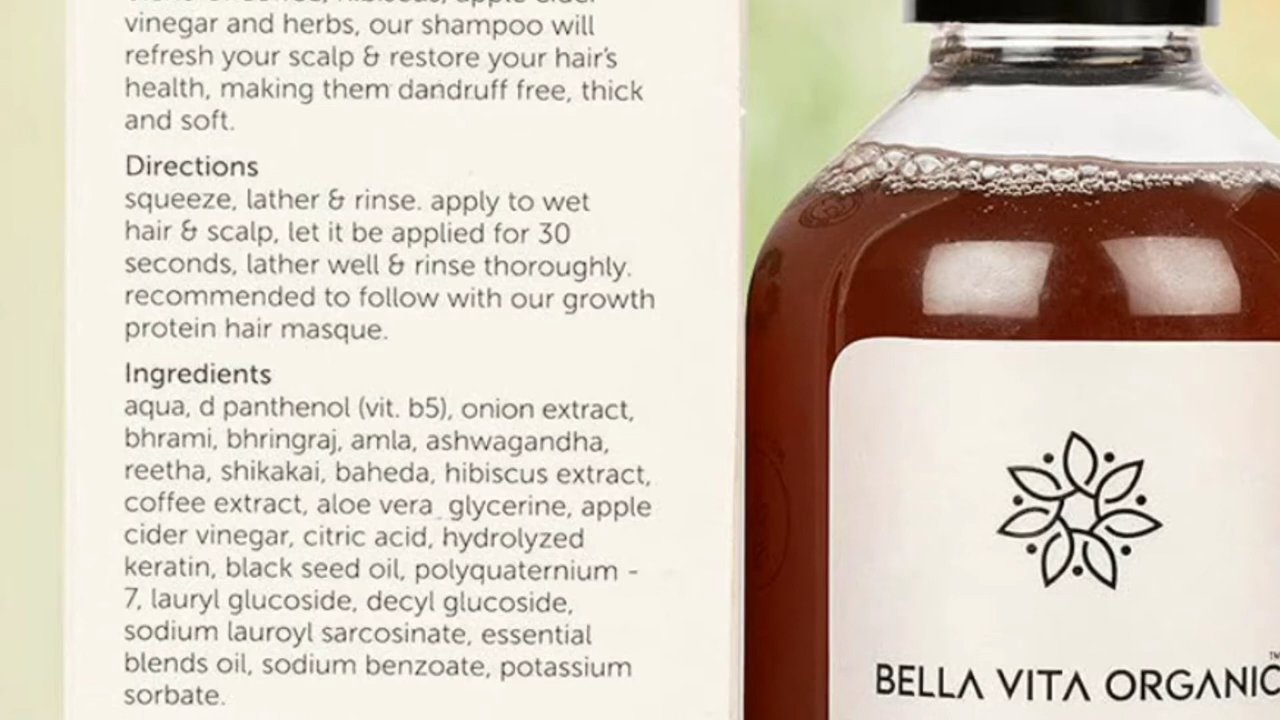 vinegar and herbs, our shampoo will
refresh your scalp & restore your hair's
health, making them dandruff free, thick
and soft.
Directions
squeeze, lather & rinse. apply to wet
hair & scalp, let it be applied for 30
seconds, lather well & rinse thoroughly.
recommended to follow with our growth
protein hair masque.
Ingredients
aqua, d panthenol (vit. b5), onion extract,
bhrami, bhringraj, amla, ashwagandha,
reetha, shikakai, baheda, hibiscus extract,
coffee extract, aloe vera glycerine, apple
cider vinegar, citric acid, hydrolyzed
keratin, black seed oil, polyquaternium -
7, lauryl glucoside, decyl glucoside,
sodium lauroyl sarcosinate, essential
blends oil, sodium benzoate, potassium
sorbate.
BELLA VITA ORGANIC
TM